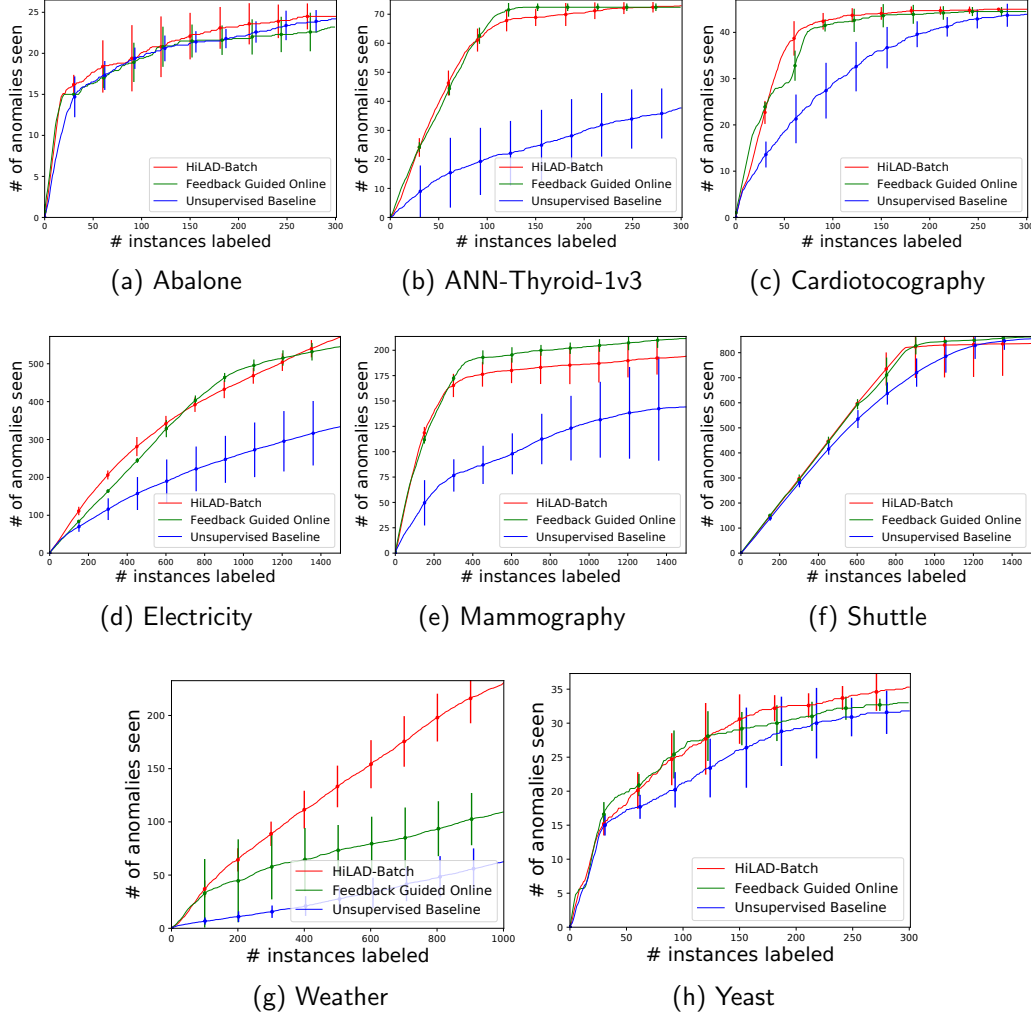 # of anomalies seen
25
20
15
10
5
0
HiLAD-Batch
Feedback Guided Online
Unsupervised Baseline
0 50 100 150 200 250 300
# instances labeled
(a) Abalone
# of anomalies seen
70
60
50
40
30
20
10
0
HiLAD-Batch
Feedback Guided Online
Unsupervised Baseline
0 50 100 150 200 250 300
# instances labeled
(b) ANN-Thyroid-1v3
# of anomalies seen
40
30
20
10
0
HiLAD-Batch
Feedback Guided Online
Unsupervised Baseline
0 50 100 150 200 250 300
# instances labeled
(c) Cardiotocography
# of anomalies seen
500
400
300
200
100
0
HiLAD-Batch
Feedback Guided Online
Unsupervised Baseline
0 200 400 600 800 1000 1200 1400
# instances labeled
(d) Electricity
# of anomalies seen
200
175
150
125
100
75
50
25
0
HiLAD-Batch
Feedback Guided Online
Unsupervised Baseline
0 200 400 600 800 1000 1200 1400
# instances labeled
(e) Mammography
# of anomalies seen
800
700
600
500
400
300
200
100
0
HiLAD-Batch
Feedback Guided Online
Unsupervised Baseline
0 200 400 600 800 1000 1200 1400
# instances labeled
(f) Shuttle
# of anomalies seen
200
150
100
50
0
HiLAD-Batch
Feedback Guided Online
Unsupervised Baseline
0 200 400 600 800 1000
# instances labeled
(g) Weather
# of anomalies seen
35
30
25
20
15
10
5
0
HiLAD-Batch
Feedback Guided Online
Unsupervised Baseline
0 50 100 150 200 250 300
# instances labeled
(h) Yeast